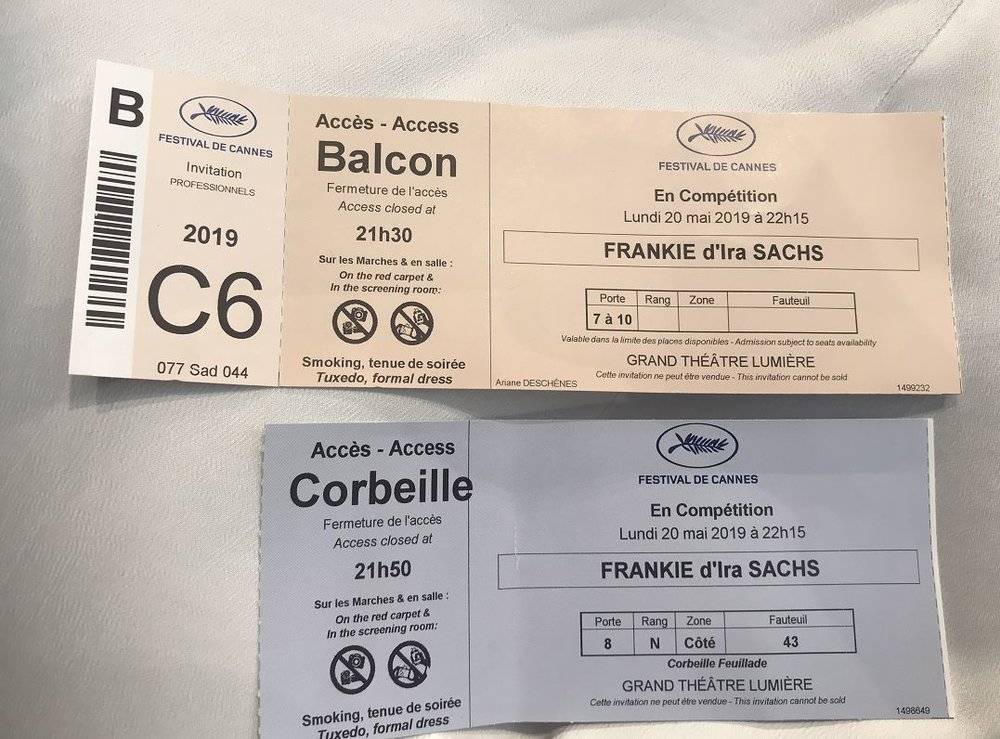 B
FESTIVAL DE CANNES
Invitation
PROFESSIONNELS
2019
C6
077 Sad 044
Accès - Access
Balcon
Fermeture de l'accès
Access closed at
21h30
Sur les Marches & en salle :
On the red carpet &
In the screening room:
Smoking, tenue de soirée
Tuxedo, formal dress
FESTIVAL DE CANNES
En Compétition
Lundi 20 mai 2019 à 22h15
FRANKIE d'Ira SACHS
Porte Rang Zone Fauteuil
7 à 10
Valable dans la limite des places disponibles - Admission subject to seats availability
GRAND THÉÂTRE LUMIÈRE
Cette invitation ne peut être vendue - This invitation cannot be sold
Ariane DESCHÊNES
1499232
Accès - Access
Corbeille
Fermeture de l'accès
Access closed at
21h50
Sur les Marches & en salle :
On the red carpet &
In the screening room:
Smoking, tenue de soirée
Tuxedo, formal dress
FESTIVAL DE CANNES
En Compétition
Lundi 20 mai 2019 à 22h15
FRANKIE d'Ira SACHS
Porte Rang Zone Fauteuil
8 N Côté 43
Corbeille Feuillade
GRAND THÉÂTRE LUMIÈRE
Cette invitation ne peut être vendue - This invitation cannot be sold
1498649